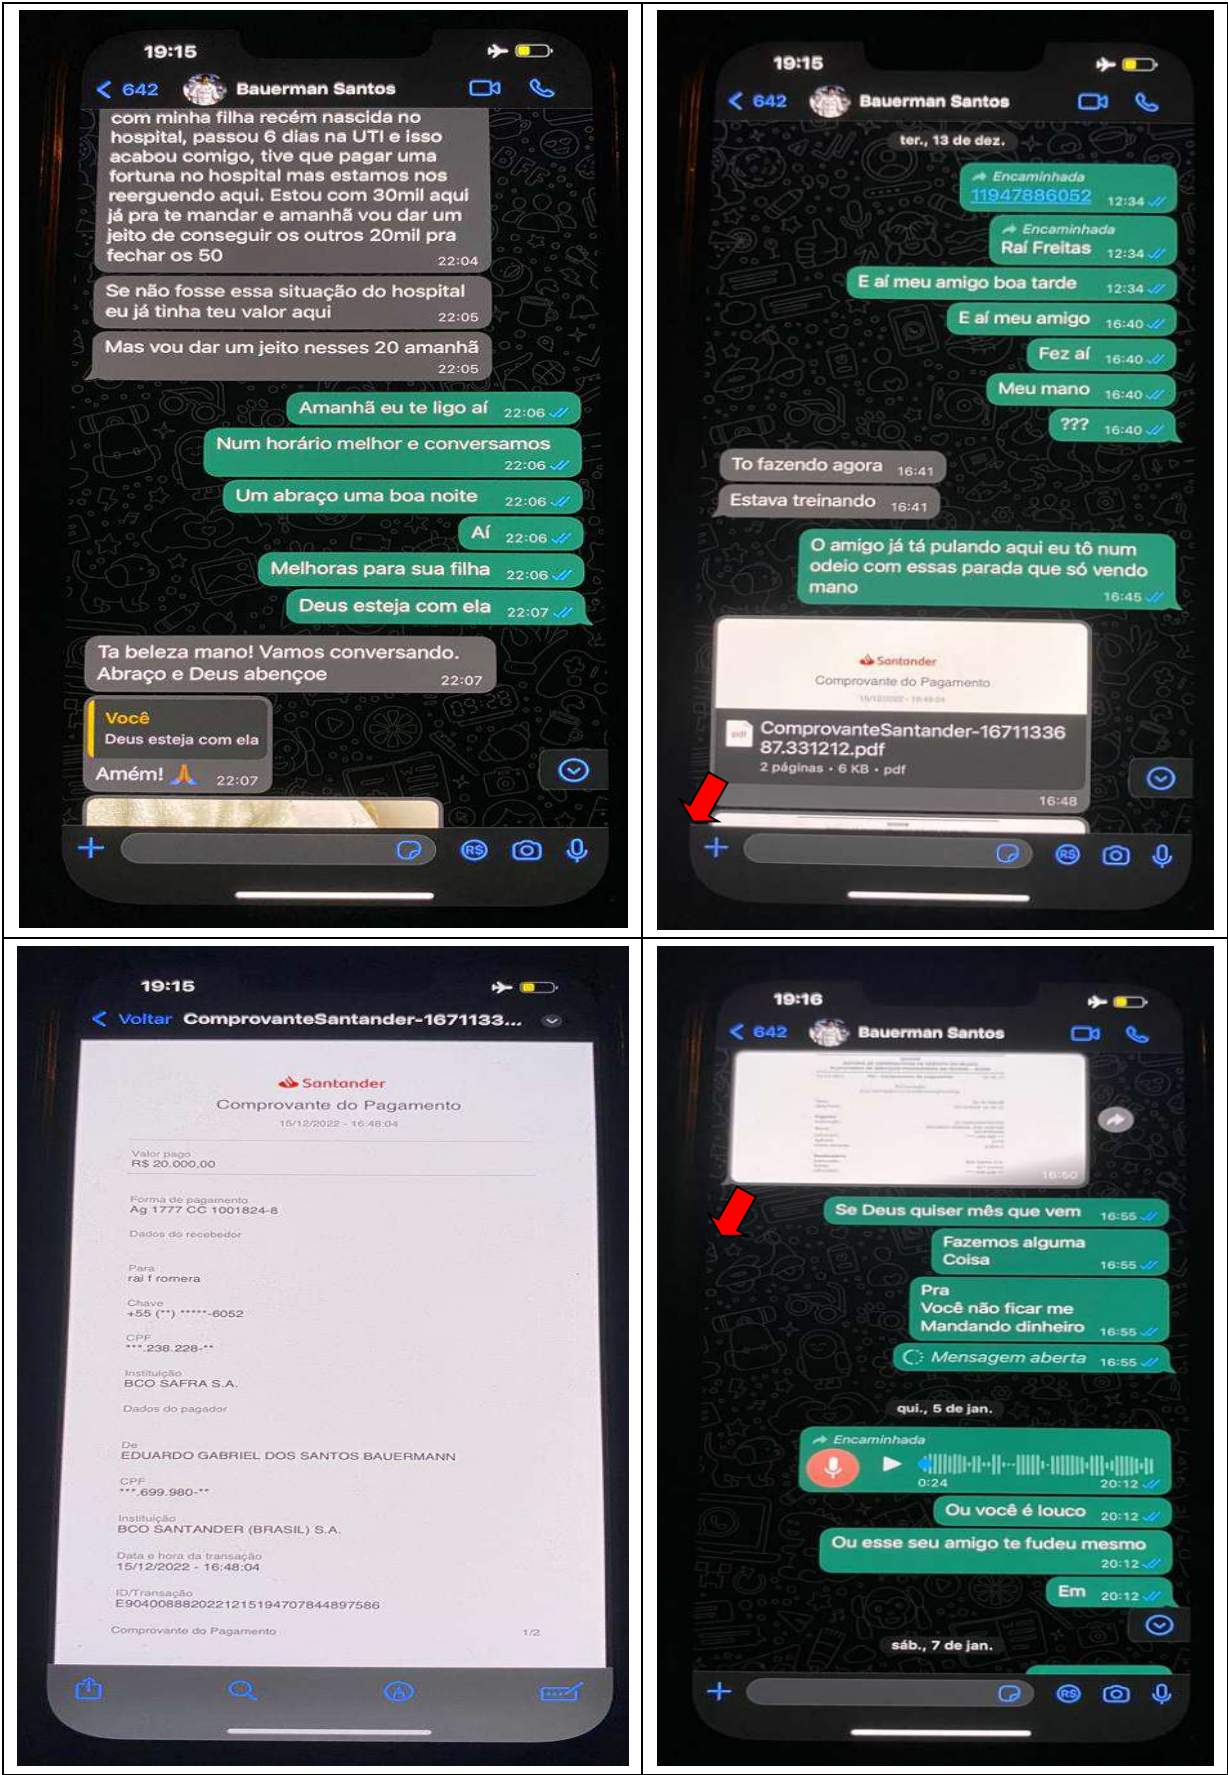 19:15
642 Bauerman Santos
com minha filha recém nascida no
hospital, passou 6 dias na UTI e isso
acabou comigo, tive que pagar uma
fortuna no hospital mas estamos nos
reerguendo aqui. Estou com 30mil aqui
já pra te mandar e amanhã vou dar um
jeito de conseguir os outros 20mil pra
fechar os 50
22:04
Se não fosse essa situação do hospital
eu já tinha teu valor aqui
22:05
Mas vou dar um jeito nesses 20 amanhã
22:05
Amanhã eu te ligo aí 22:06
Num horário melhor e conversamos
22:06
Um abraço uma boa noite 22:06
Aí 22:06
Melhoras para sua filha 22:06
Deus esteja com ela 22:07
Ta beleza mano! Vamos conversando.
Abraço e Deus abençoe 22:07
Você
Deus esteja com ela
Amém! 🙏 22:07
R$
19:15
642 Bauerman Santos
ter., 13 de dez.
Encaminhada
11947886052 12:34
Encaminhada
Raí Freitas 12:34
E aí meu amigo boa tarde 12:34
E aí meu amigo 16:40
Fez aí 16:40
Meu mano 16:40
??? 16:40
To fazendo agora 16:41
Estava treinando 16:41
O amigo já tá pulando aqui eu tô num
odeio com essas parada que só vendo
mano
16:45
Santander
Comprovante do Pagamento
15/12/2022 - 16:48:04
pdf
ComprovanteSantander-16711336
87.331212.pdf
2 páginas • 6 KB • pdf
16:48
R$
19:15
Voltar ComprovanteSantander-1671133...
Santander
Comprovante do Pagamento
15/12/2022 - 16:48:04
Valor pago
R$ 20.000,00
Forma de pagamento
Ag 1777 CC 1001824-8
Dados do recebedor
Para
rai f romera
Chave
+55 (**) *****-6052
CPF
***.238.228-**
Instituição
BCO SAFRA S.A.
Dados do pagador
De
EDUARDO GABRIEL DOS SANTOS BAUERMANN
CPF
***.699.980-**
Instituição
BCO SANTANDER (BRASIL) S.A.
Data e hora da transação
15/12/2022 - 16:48:04
ID/Transação
E9040088820221215194707844897586
Comprovante do Pagamento 1/2
19:16
642 Bauerman Santos
16:50
Se Deus quiser mês que vem 16:55
Fazemos alguma
Coisa 16:55
Pra
Você não ficar me
Mandando dinheiro 16:55
Mensagem aberta 16:55
qui., 5 de jan.
Encaminhada
0:24 20:12
Ou você é louco 20:12
Ou esse seu amigo te fudeu mesmo
20:12
Em 20:12
sáb., 7 de jan.
R$